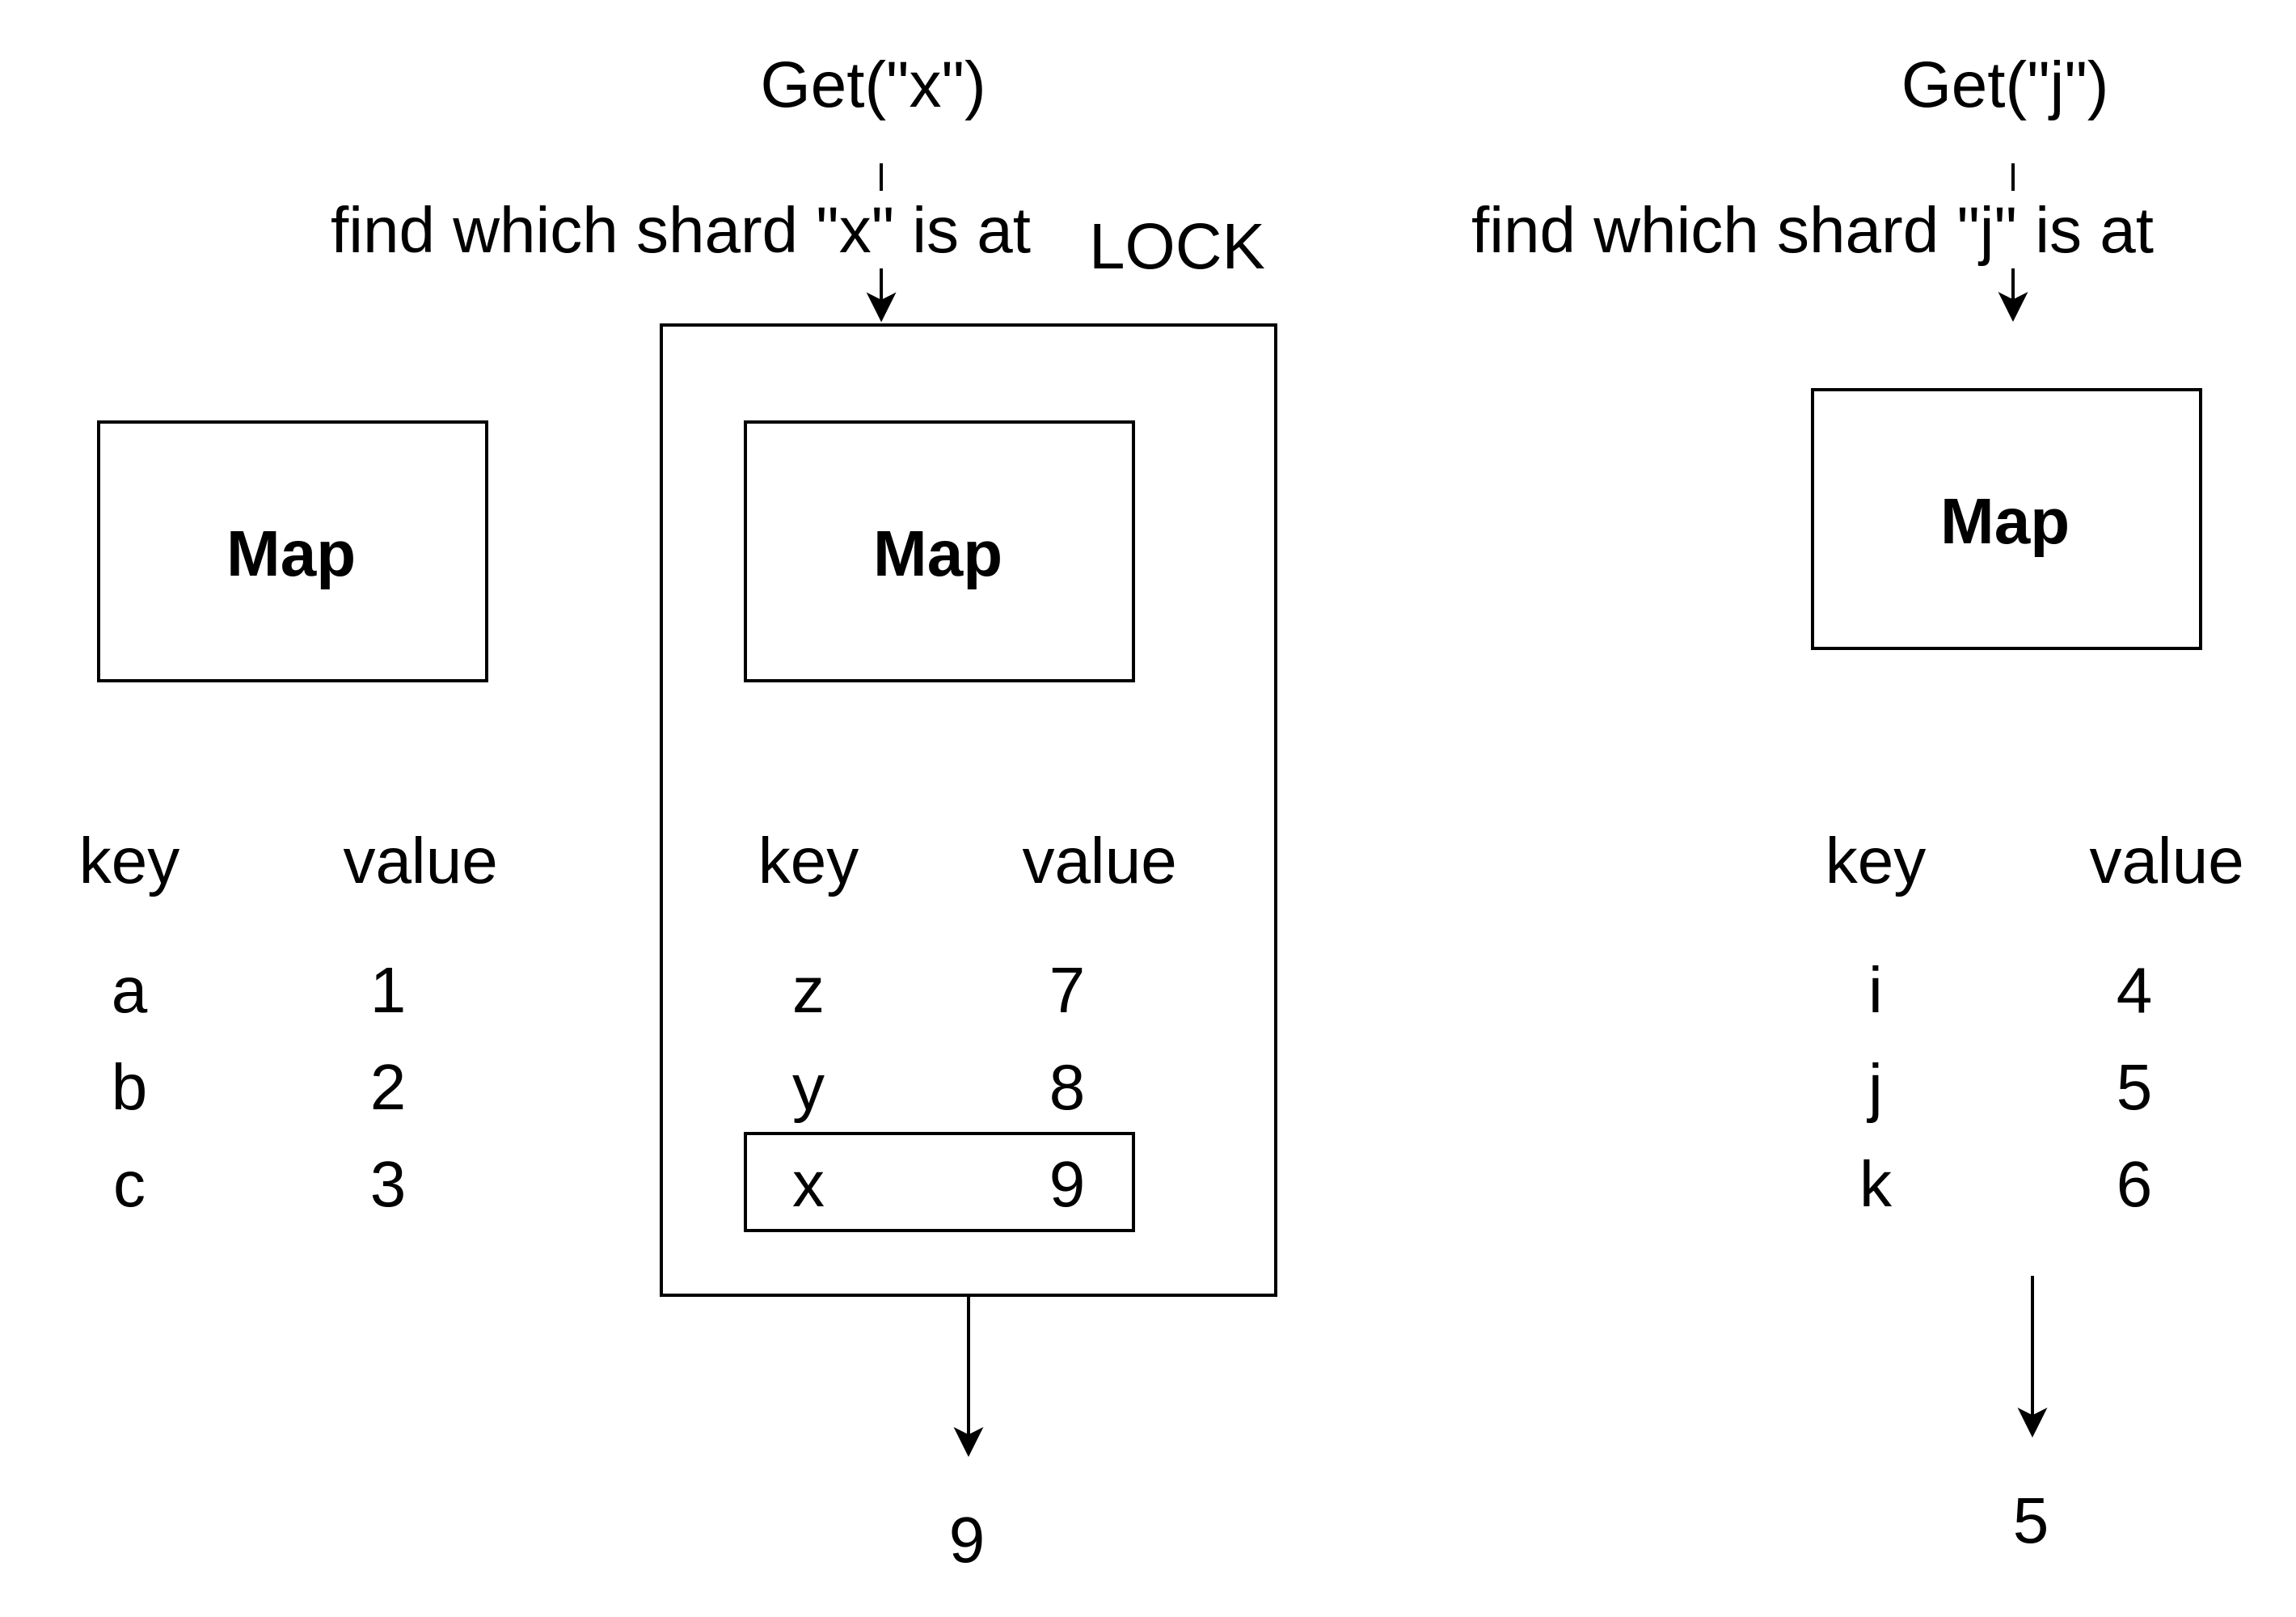 Get("x")
Get("j")
find which shard "x" is at
LOCK
find which shard "j" is at
Map
Map
Map
key value
a 1
b 2
c 3
key value
z 7
y 8
x 9
key value
i 4
j 5
k 6
9
5